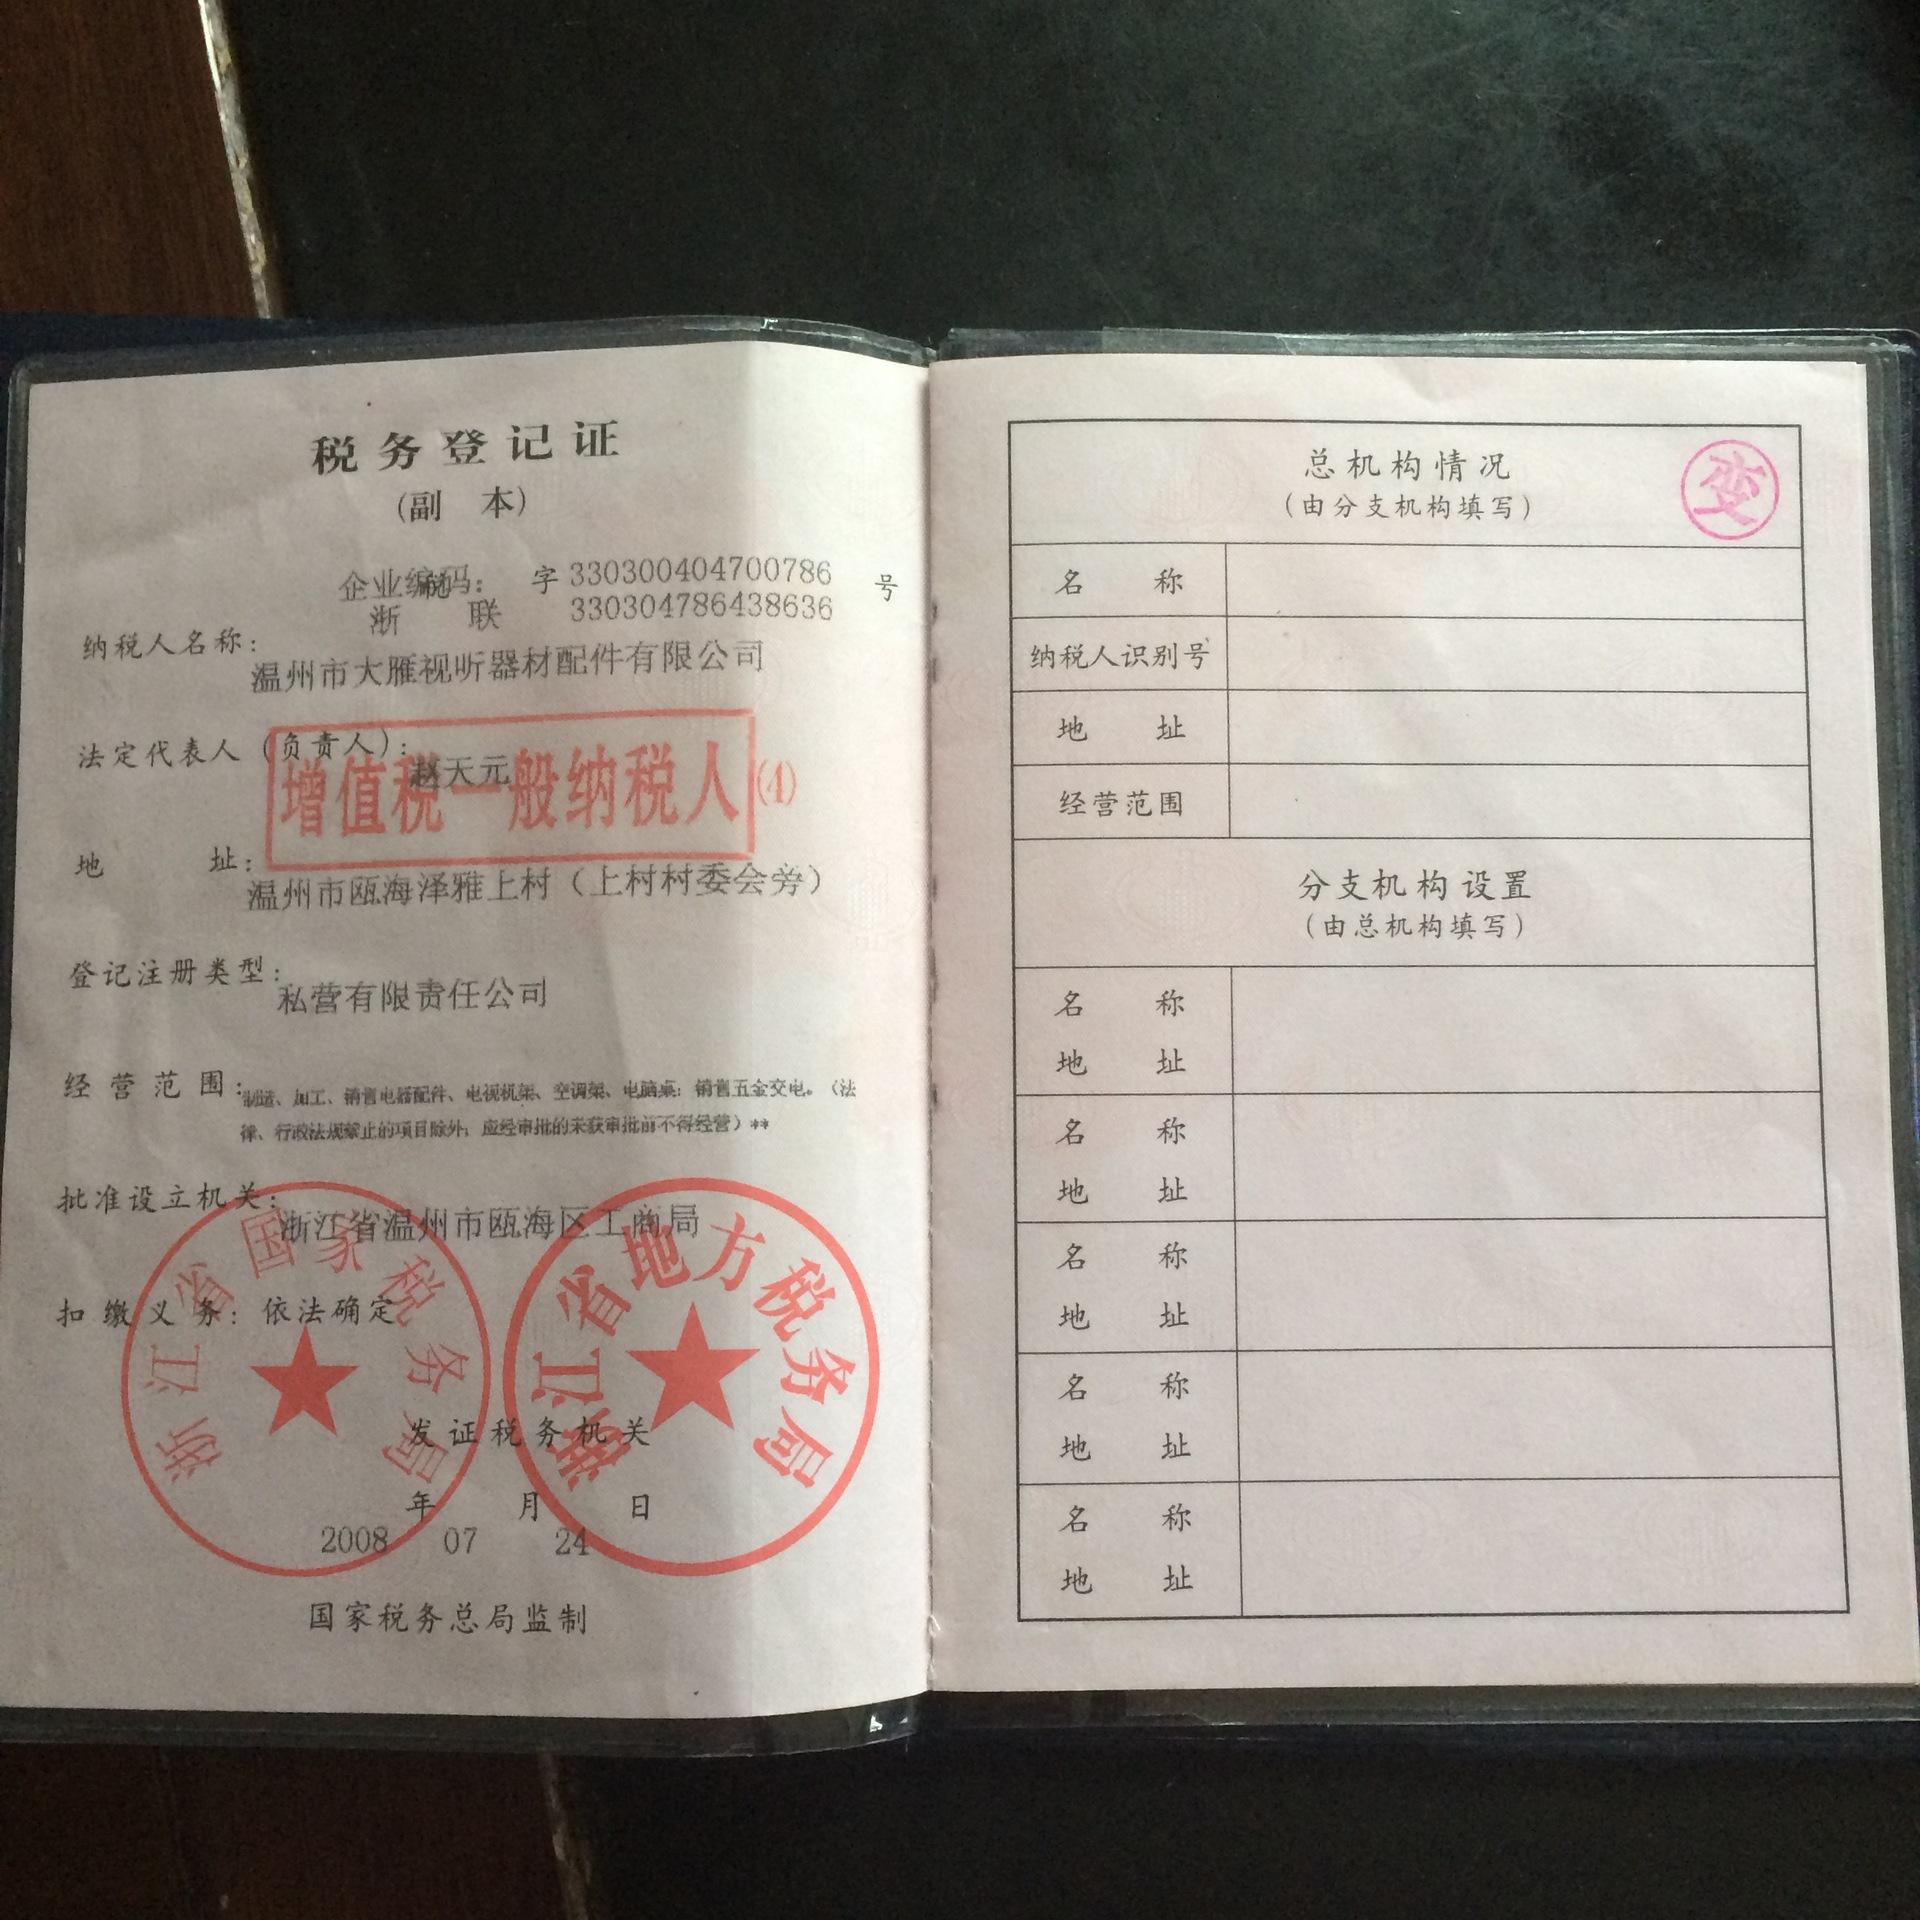 税务登记证
(副 本)
企业编码: 字 330300404700786 号
浙 联 330304786438636
纳税人名称:
温州市大雁视听器材配件有限公司
法定代表人(负责人):
赵天元
增值税一般纳税人(4)
地 址:
温州市瓯海泽雅上村(上村村委会旁)
登记注册类型:
私营有限责任公司
经营范围:
制造、加工、销售电器配件、电视机架、空调架、电脑桌;销售五金交电。(法
律、行政法规禁止的项目除外;应经审批的未获审批前不得经营)**
批准设立机关:
浙江省温州市瓯海区工商局
扣缴义务:依法确定
浙江省国家税务局
浙江省地方税务局
发证税务机关
年 月 日
2008 07 24
国家税务总局监制
总机构情况
(由分支机构填写)
变
名 称
纳税人识别号
地 址
经营范围
分支机构设置
(由总机构填写)
名 称
地 址
名 称
地 址
名 称
地 址
名 称
地 址
名 称
地 址